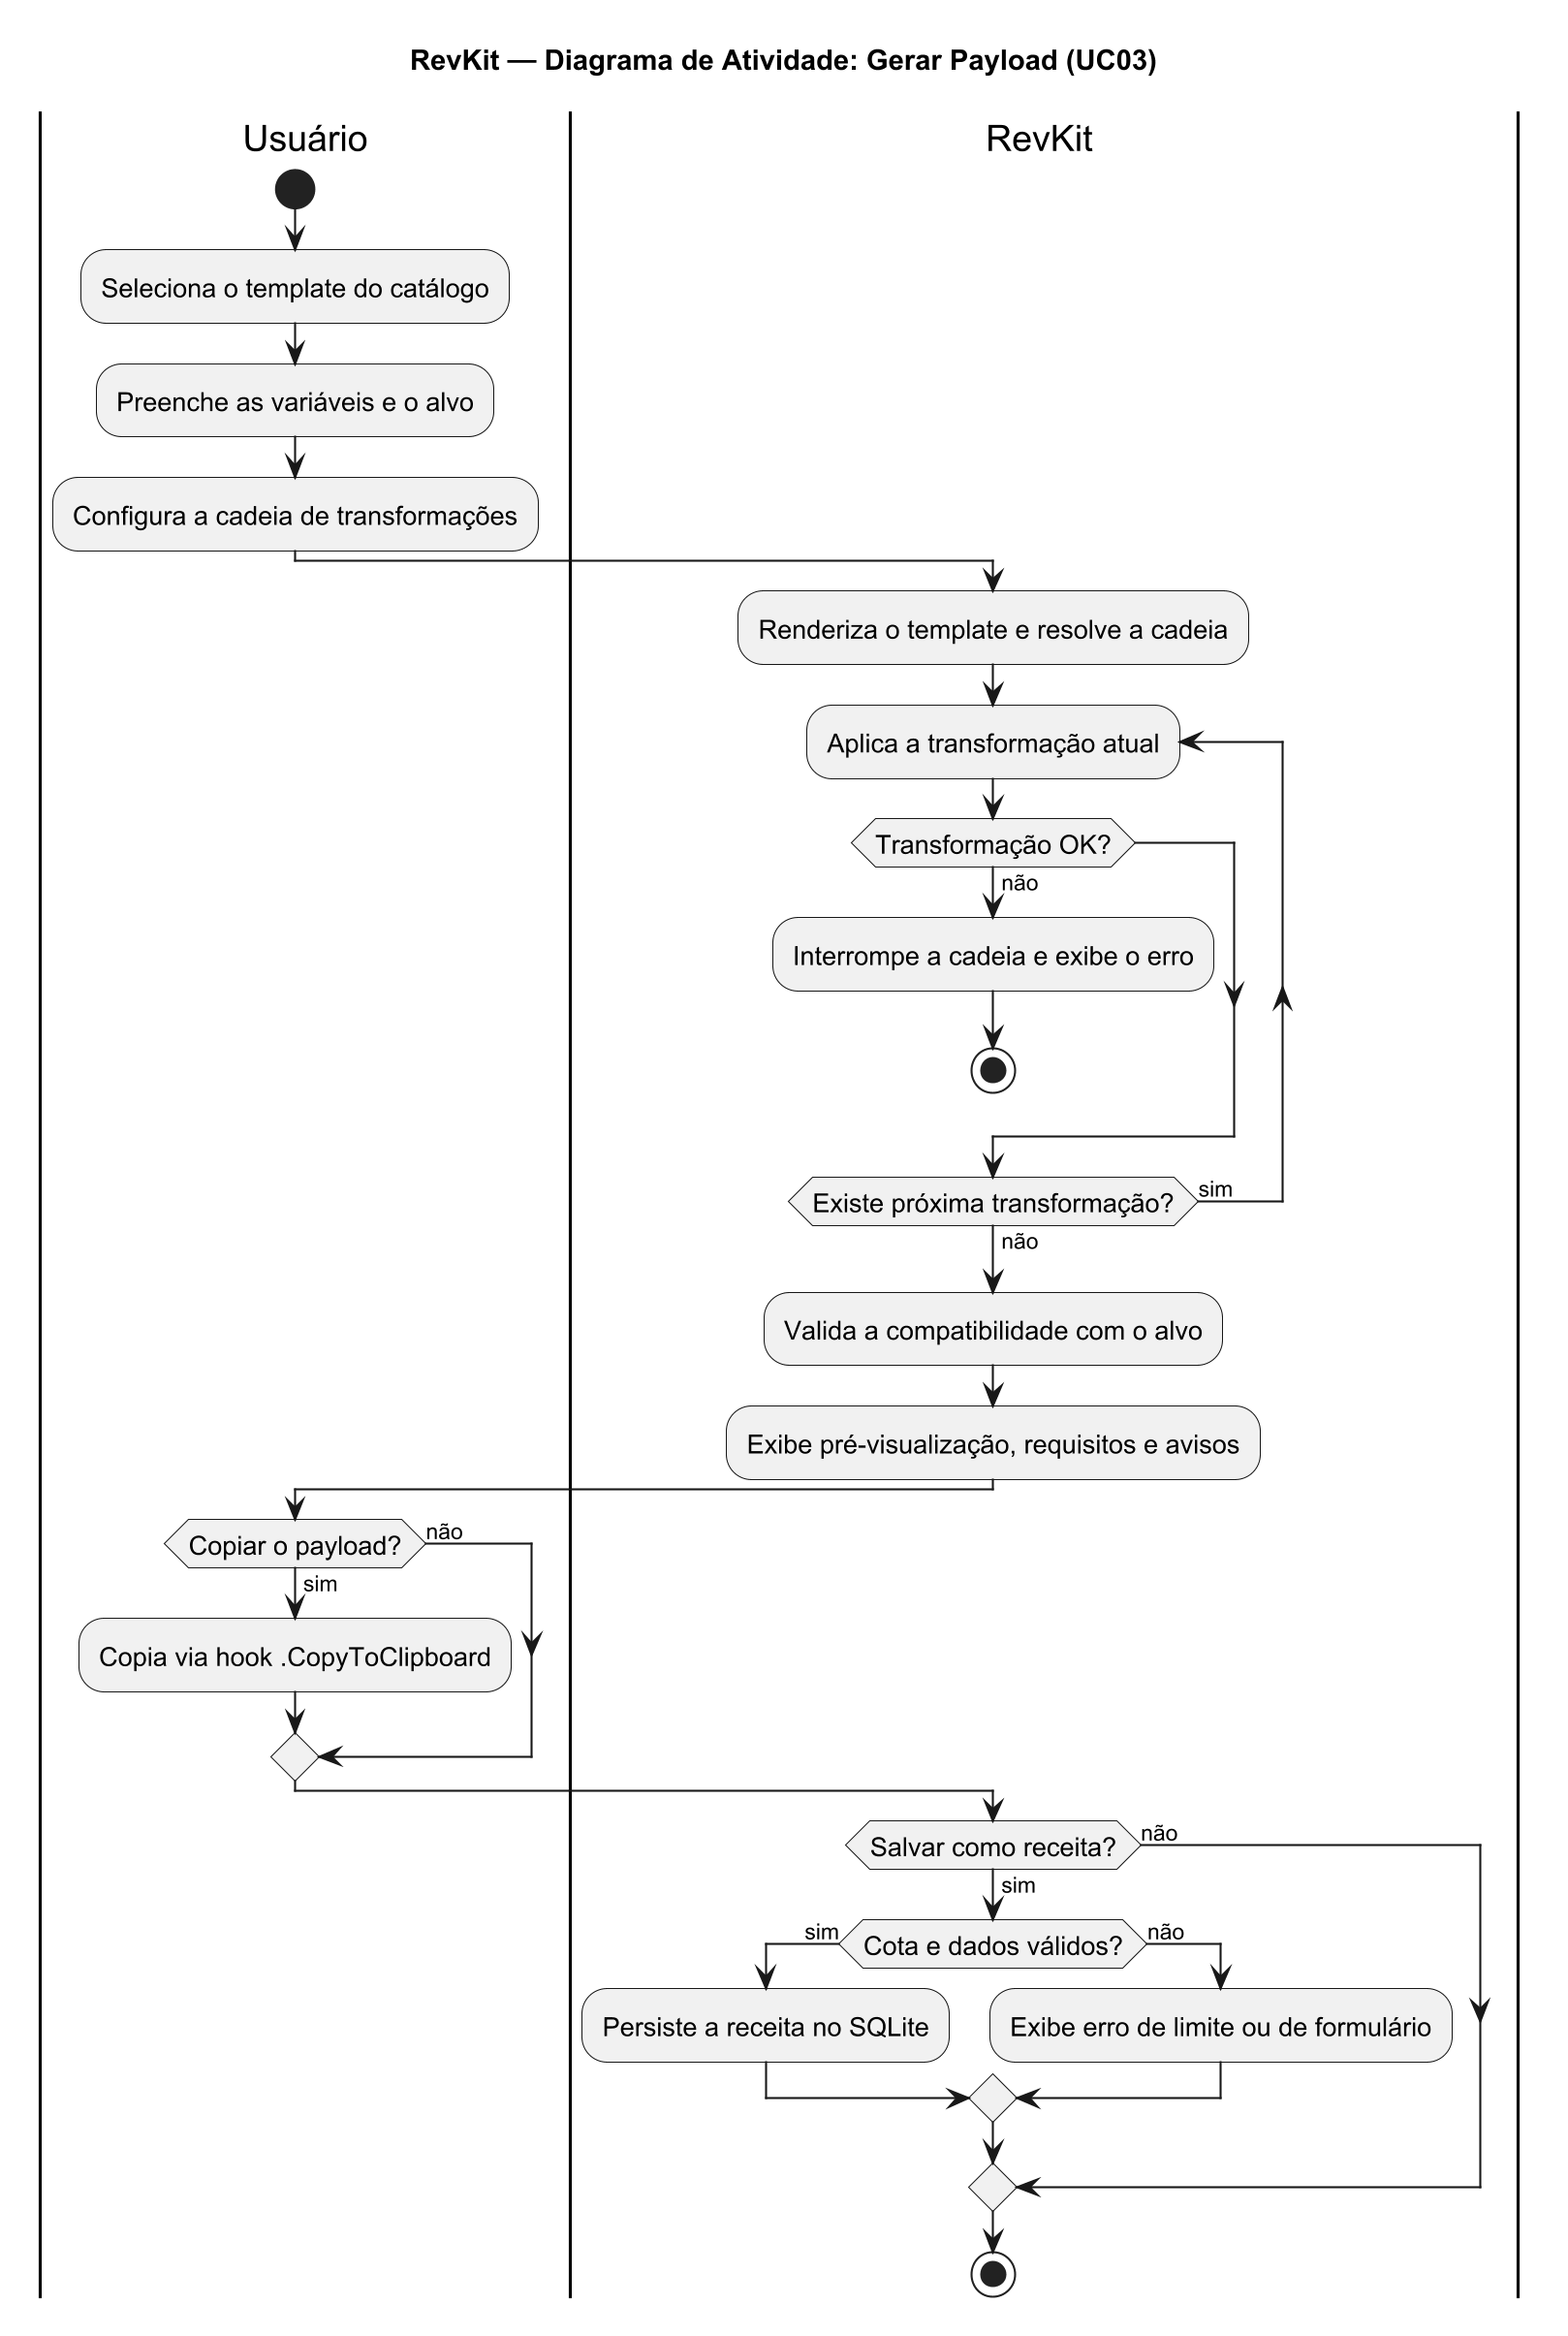 RevKit — Diagrama de Atividade: Gerar Payload (UC03)
Usuário
RevKit
Seleciona o template do catálogo
Preenche as variáveis e o alvo
Configura a cadeia de transformações
Renderiza o template e resolve a cadeia
Aplica a transformação atual
Transformação OK?
não
Interrompe a cadeia e exibe o erro
Existe próxima transformação?
sim
não
Valida a compatibilidade com o alvo
Exibe pré-visualização, requisitos e avisos
Copiar o payload?
não
sim
Copia via hook .CopyToClipboard
Salvar como receita?
não
sim
sim
Cota e dados válidos?
não
Persiste a receita no SQLite
Exibe erro de limite ou de formulário